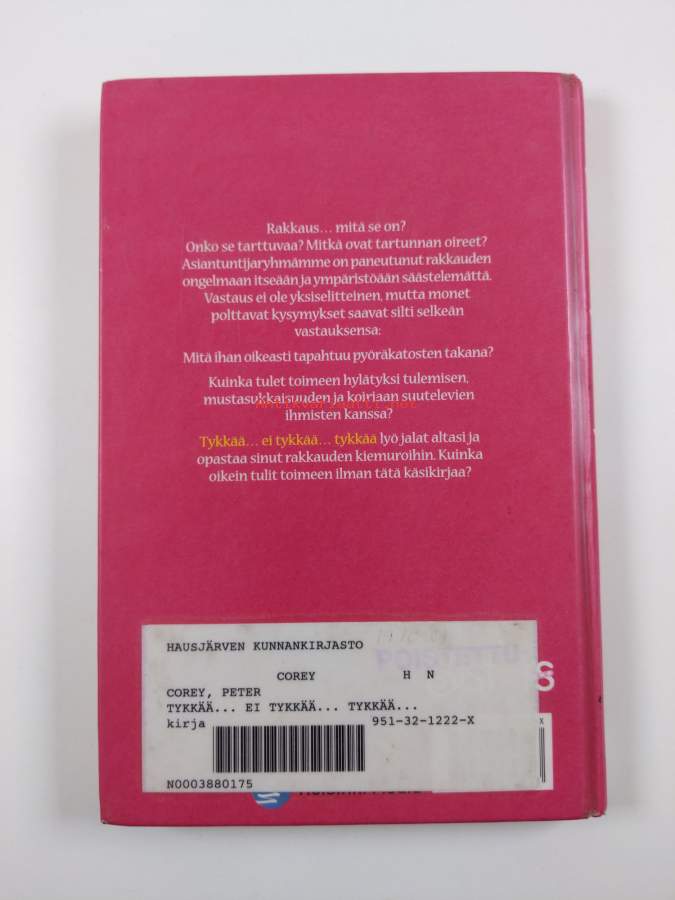 Rakkaus… mitä se on?
Onko se tarttuvaa? Mitkä ovat tartunnan oireet?
Asiantuntijaryhmämme on paneutunut rakkauden
ongelmaan itseään ja ympäristöään säästelemättä.
Vastaus ei ole yksiselitteinen, mutta monet
polttavat kysymykset saavat silti selkeän
vastauksensa:
Mitä ihan oikeasti tapahtuu pyöräkatosten takana?
Kuinka tulet toimeen hylätyksi tulemisen,
mustasukkaisuuden ja koiriaan suutelevien
ihmisten kanssa?
Tykkää… ei tykkää… tykkää lyö jalat altasi ja
opastaa sinut rakkauden kiemuroihin. Kuinka
oikein tulit toimeen ilman tätä käsikirjaa?
HAUSJÄRVEN KUNNANKIRJASTO
POISTETTU
COREY H N
COREY, PETER
TYKKÄÄ... EI TYKKÄÄ... TYKKÄÄ...
kirja 951-32-1222-X
N0003880175